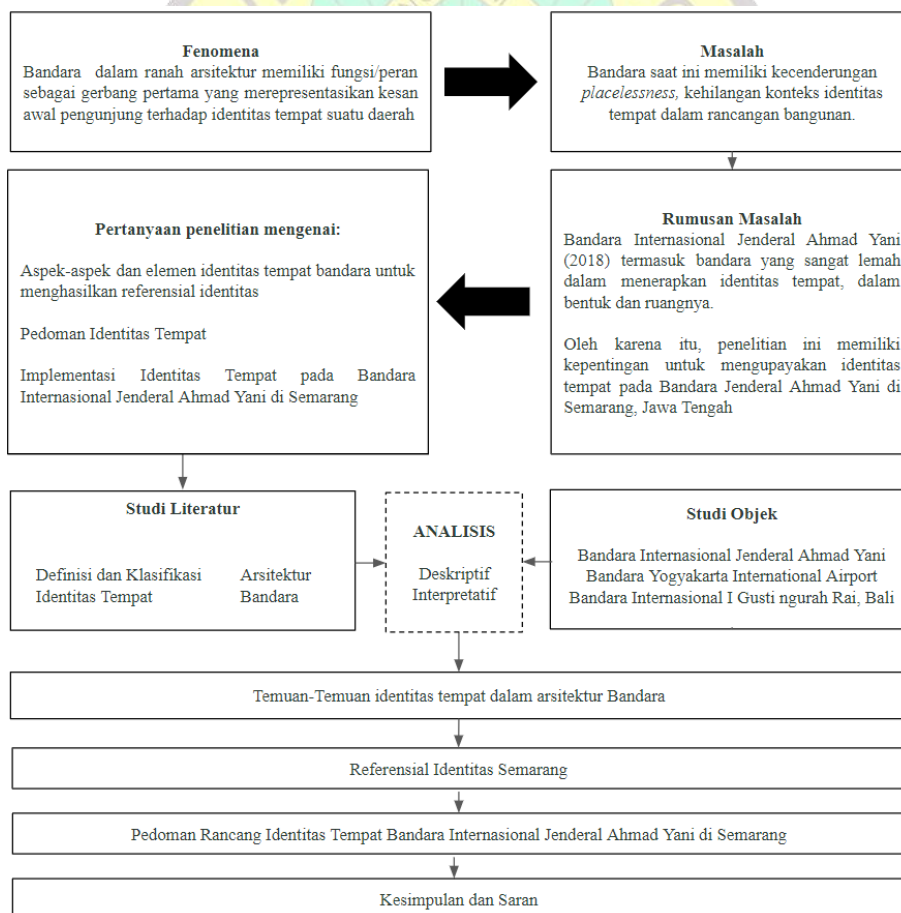 Fenomena
Bandara dalam ranah arsitektur memiliki fungsi/peran
sebagai gerbang pertama yang merepresentasikan kesan
awal pengunjung terhadap identitas tempat suatu daerah
Masalah
Bandara saat ini memiliki kecenderungan
placelessness, kehilangan konteks identitas
tempat dalam rancangan bangunan.
Rumusan Masalah
Bandara Internasional Jenderal Ahmad Yani
(2018) termasuk bandara yang sangat lemah
dalam menerapkan identitas tempat, dalam
bentuk dan ruangnya.
Oleh karena itu, penelitian ini memiliki
kepentingan untuk mengupayakan identitas
tempat pada Bandara Jenderal Ahmad Yani di
Semarang, Jawa Tengah
Pertanyaan penelitian mengenai:
Aspek-aspek dan elemen identitas tempat bandara untuk
menghasilkan referensial identitas
Pedoman Identitas Tempat
Implementasi Identitas Tempat pada Bandara
Internasional Jenderal Ahmad Yani di Semarang
Studi Literatur
Definisi dan Klasifikasi
Identitas Tempat
Arsitektur
Bandara
ANALISIS
Deskriptif
Interpretatif
Studi Objek
Bandara Internasional Jenderal Ahmad Yani
Bandara Yogyakarta International Airport
Bandara Internasional I Gusti ngurah Rai, Bali
.
Temuan-Temuan identitas tempat dalam arsitektur Bandara
Referensial Identitas Semarang
Pedoman Rancang Identitas Tempat Bandara Internasional Jenderal Ahmad Yani di Semarang
Kesimpulan dan Saran